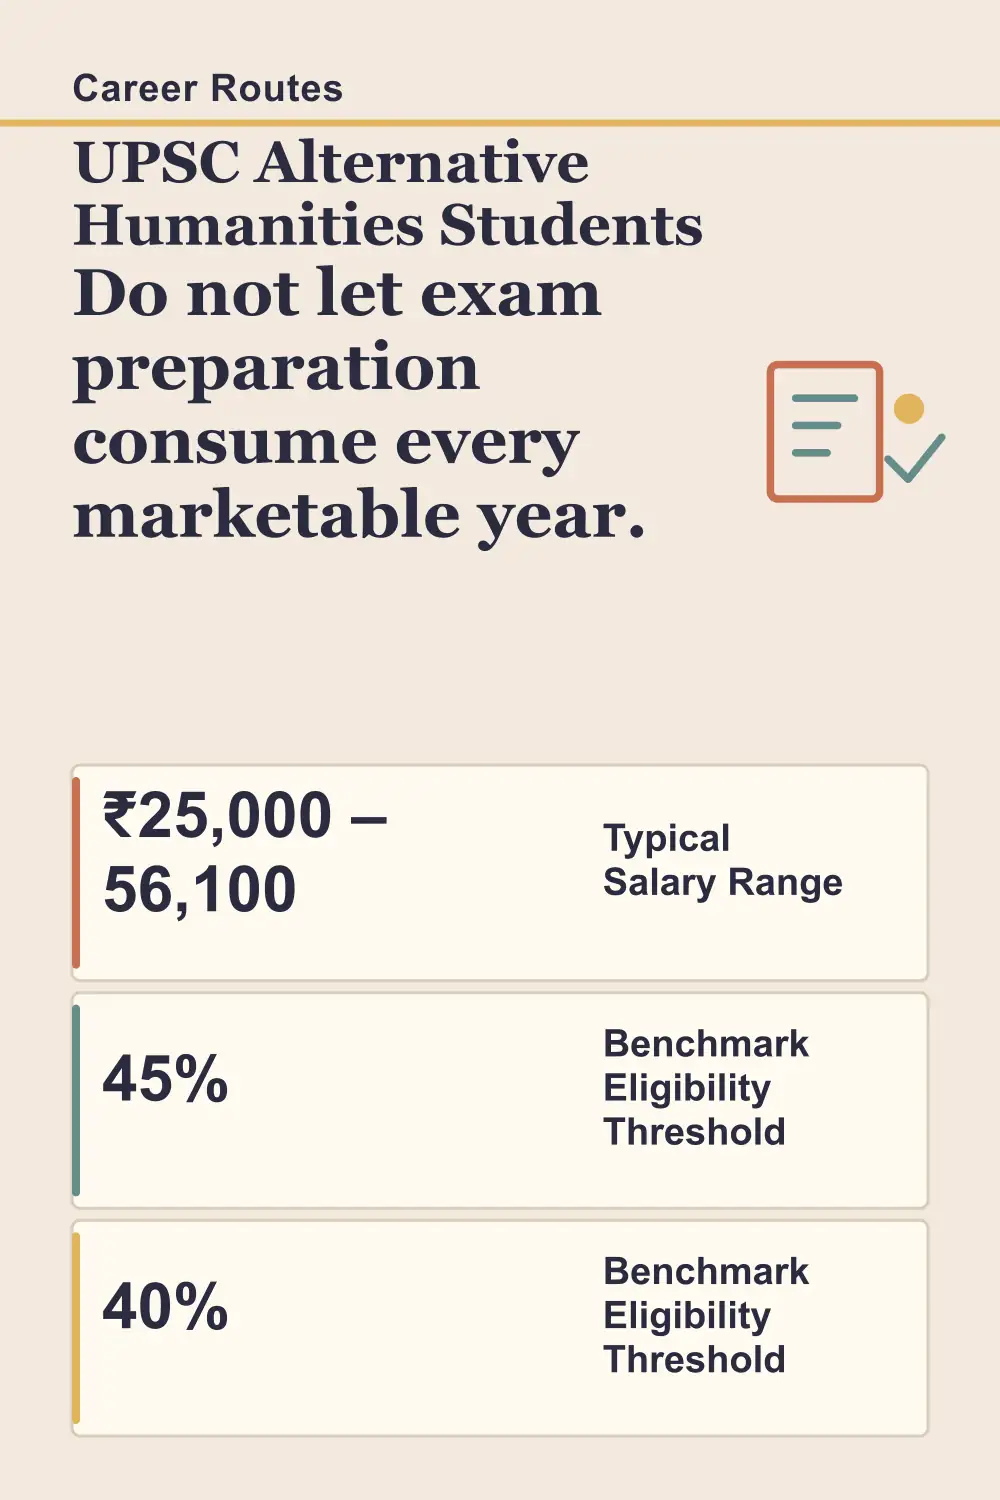 Career Routes
UPSC Alternative
Humanities Students
Do not let exam
preparation
consume every
marketable year.
₹25,000 –
56,100
Typical
Salary Range
45%
Benchmark
Eligibility
Threshold
40%
Benchmark
Eligibility
Threshold